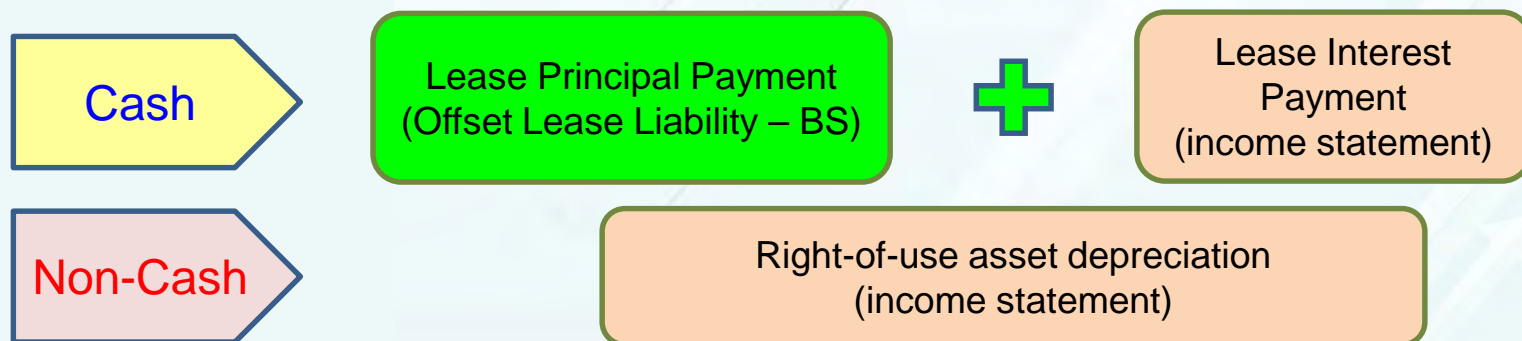 Cash
Lease Principal Payment
(Offset Lease Liability – BS)
Lease Interest
Payment
(income statement)
Non-Cash
Right-of-use asset depreciation
(income statement)